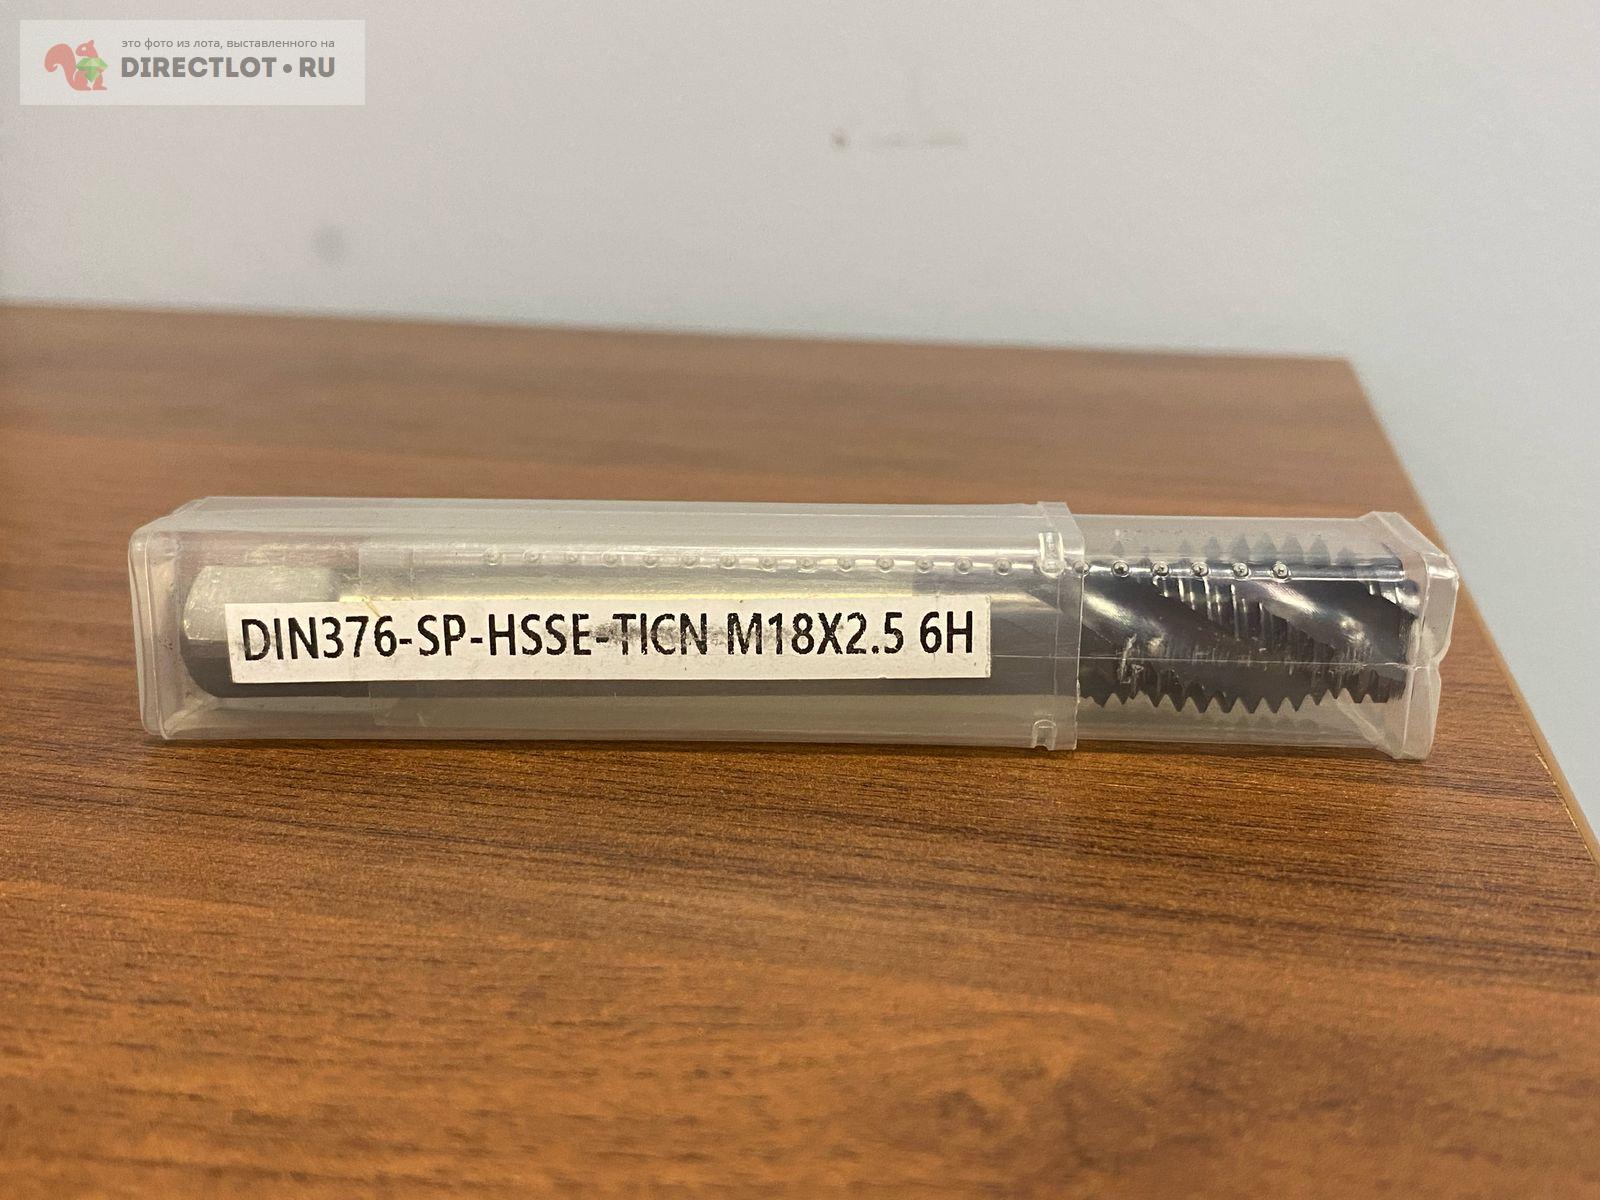 это фото из лота, выставленного на
DIRECTLOT•RU
DIN376-SP-HSSE-TICN M18X2.5 6H